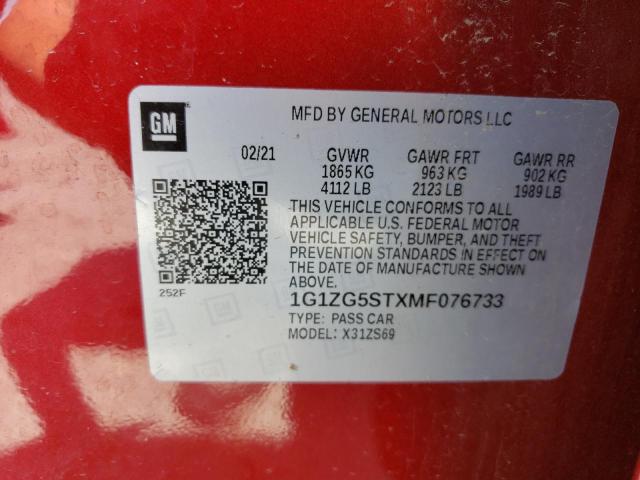 GM
MFD BY GENERAL MOTORS LLC
02/21 GVWR GAWR FRT GAWR RR
1865 KG 963 KG 902 KG
4112 LB 2123 LB 1989 LB
THIS VEHICLE CONFORMS TO ALL
APPLICABLE U.S. FEDERAL MOTOR
VEHICLE SAFETY, BUMPER, AND THEFT
PREVENTION STANDARDS IN EFFECT ON
THE DATE OF MANUFACTURE SHOWN
ABOVE.
252F
1G1ZG5STXMF076733
TYPE: PASS CAR
MODEL: X31ZS69